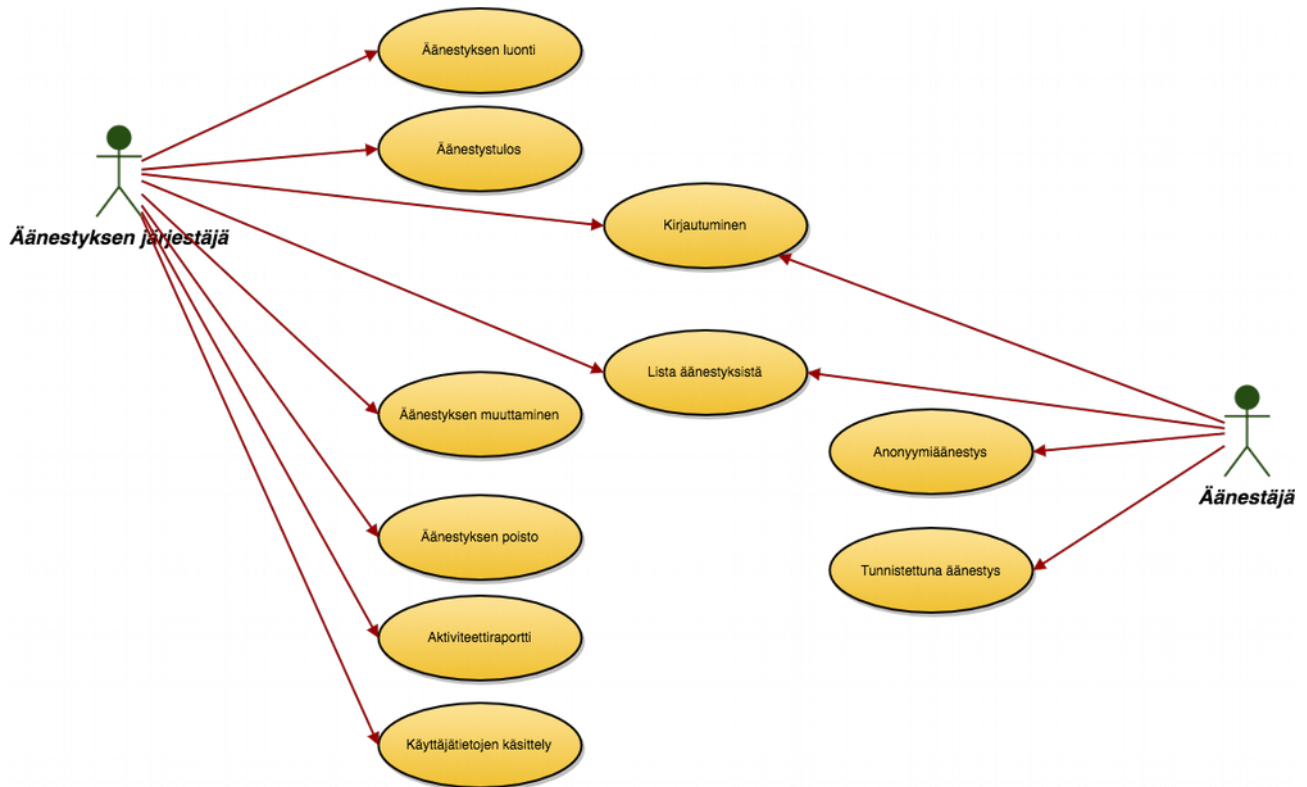 Äänestyksen luonti
Äänestystulos
Kirjautuminen
Äänestyksen järjestäjä
Lista äänestyksistä
Äänestyksen muuttaminen
Anonyymiäänestys
Äänestäjä
Äänestyksen poisto
Tunnistettuna äänestys
Aktiviteettiraportti
Käyttäjätietojen käsittely